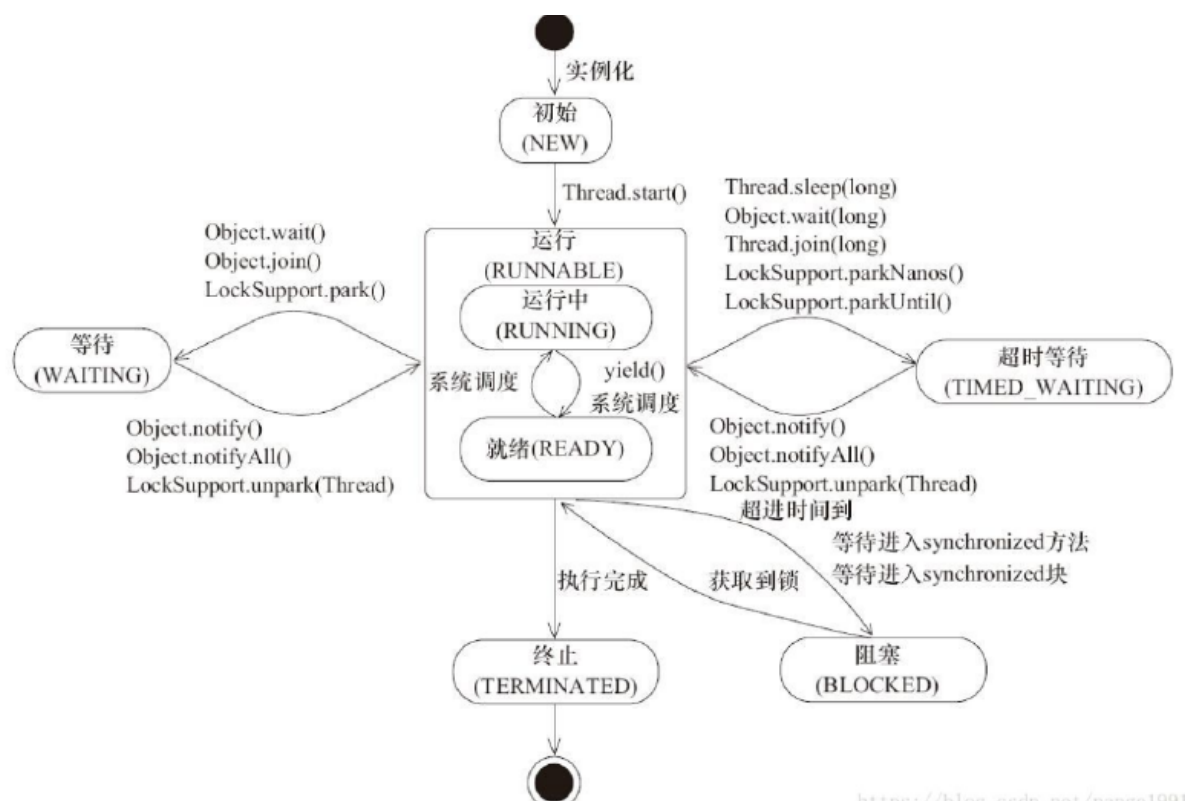 实例化
初始
(NEW)
Thread.start()
Object.wait()
Object.join()
LockSupport.park()
Thread.sleep(long)
Object.wait(long)
Thread.join(long)
LockSupport.parkNanos()
LockSupport.parkUntil()
运行
(RUNNABLE)
运行中
(RUNNING)
等待
(WAITING)
超时等待
(TIMED_WAITING)
系统调度
yield()
系统调度
就绪(READY)
Object.notify()
Object.notifyAll()
LockSupport.unpark(Thread)
Object.notify()
Object.notifyAll()
LockSupport.unpark(Thread)
超进时间到
等待进入synchronized方法
等待进入synchronized块
执行完成
获取到锁
终止
(TERMINATED)
阻塞
(BLOCKED)